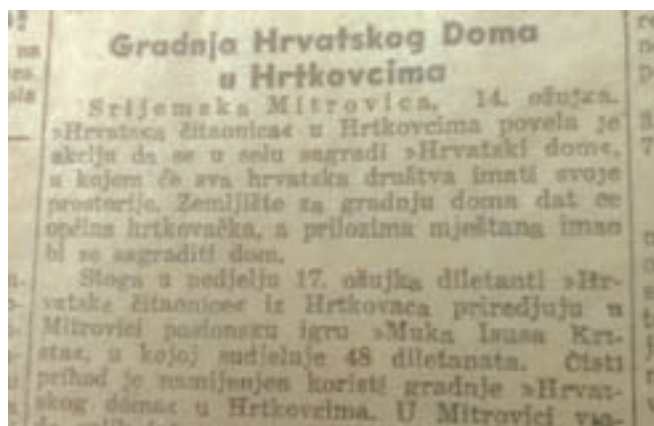 Gradnja Hrvatskog Doma
u Hrtkovcima
Srijemska Mitrovica, 14. ožujka.
»Hrvatska čitaonica« u Hrtkovcima povela je
akciju da se u selu sagradi »Hrvatski dom«,
u kojem će sva hrvatska društva imati svoje
prostorije. Zemljište za gradnju doma dat će
općina hrtkovačka, a prilozima mještana imao
bi se sagraditi dom.
Stoga u nedjelju 17. ožujka diletanti »Hr-
vatske čitaonice« iz Hrtkovaca priredjuju u
Mitrovici pasionsku igru »Muka Isusa Kri-
sta«, u kojoj sudjeluje 48 diletanata. Čisti
prihod je namijenjen koristi gradnje »Hrvat-
skog doma« u Hrtkovcima. U Mitrovici